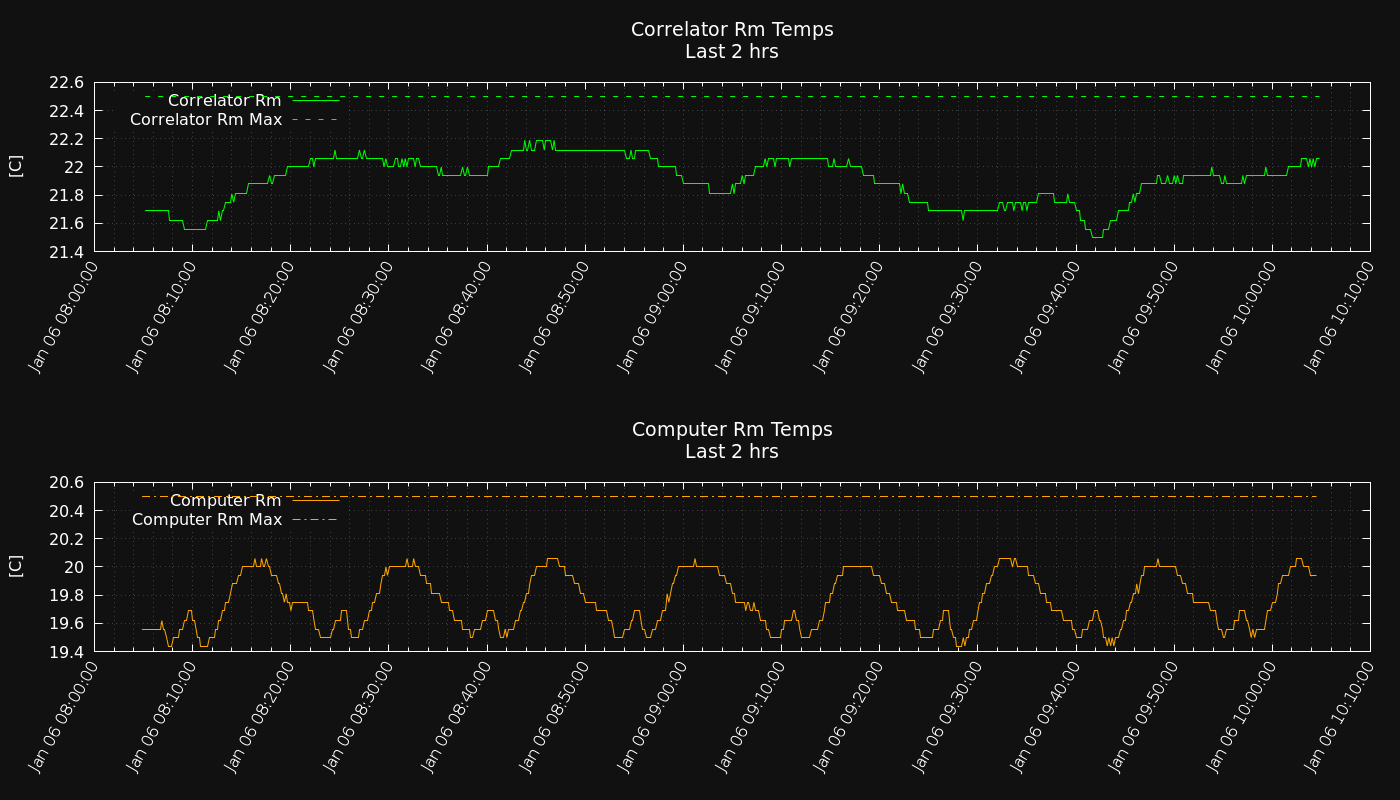 Correlator Rm Temps
Last 2 hrs
22.6
22.4
22.2
22
21.8
21.6
21.4
[C]
Correlator Rm
Correlator Rm Max
Jan 06 08:00:00
Jan 06 08:10:00
Jan 06 08:20:00
Jan 06 08:30:00
Jan 06 08:40:00
Jan 06 08:50:00
Jan 06 09:00:00
Jan 06 09:10:00
Jan 06 09:20:00
Jan 06 09:30:00
Jan 06 09:40:00
Jan 06 09:50:00
Jan 06 10:00:00
Jan 06 10:10:00
Computer Rm Temps
Last 2 hrs
20.6
20.4
20.2
20
19.8
19.6
19.4
[C]
Computer Rm
Computer Rm Max
Jan 06 08:00:00
Jan 06 08:10:00
Jan 06 08:20:00
Jan 06 08:30:00
Jan 06 08:40:00
Jan 06 08:50:00
Jan 06 09:00:00
Jan 06 09:10:00
Jan 06 09:20:00
Jan 06 09:30:00
Jan 06 09:40:00
Jan 06 09:50:00
Jan 06 10:00:00
Jan 06 10:10:00